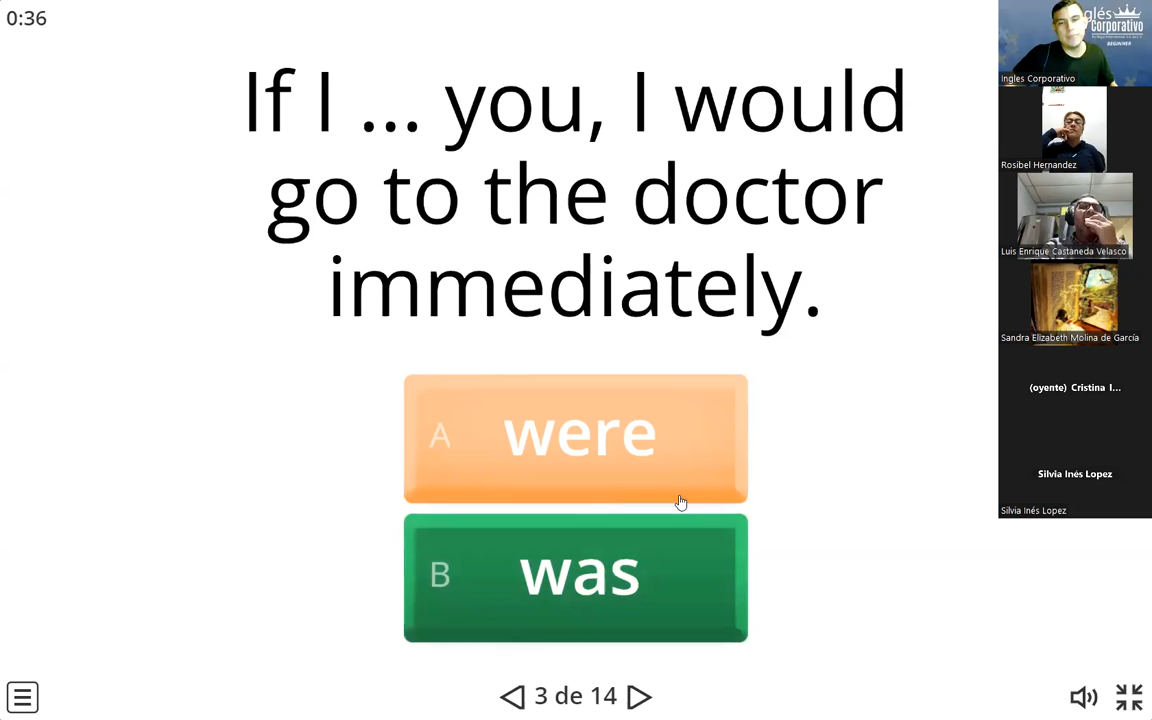 0:36
If I ... you, I would
go to the doctor
immediately.
A were
B was
3 de 14
Inglés
Corporativo
BEGINNER
Ingles Corporativo
Rosibel Hernandez
Luis Enrique Castaneda Velasco
Sandra Elizabeth Molina de García
(oyente) Cristina I...
Silvia Inés Lopez
Silvia Inés Lopez